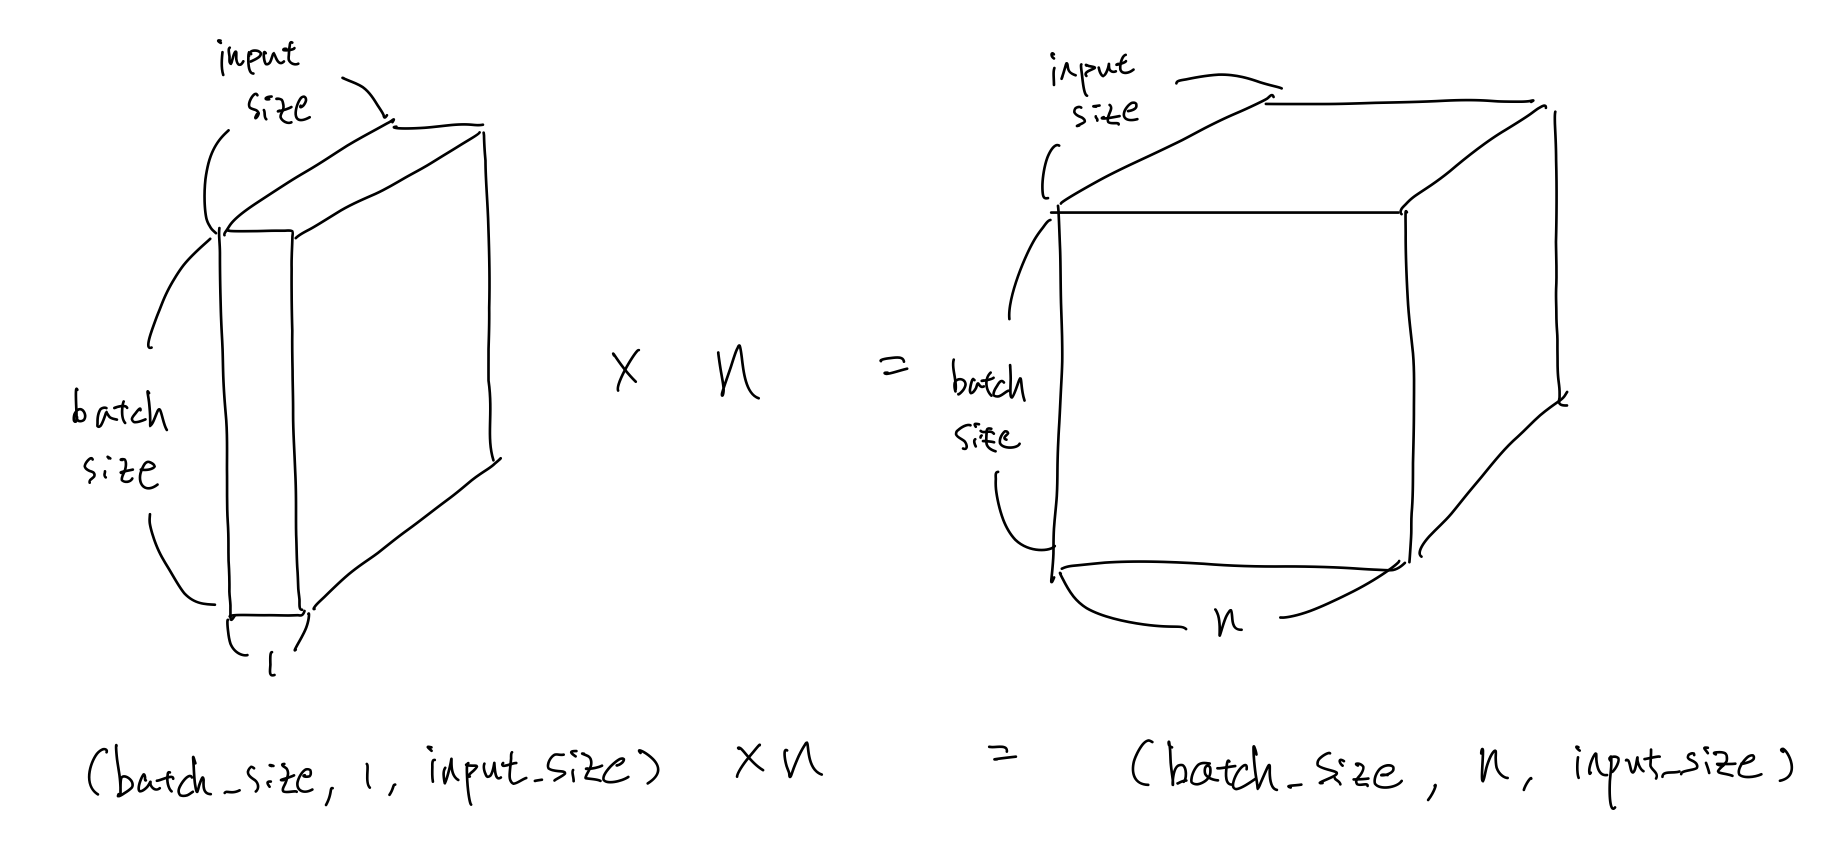 input
size
batch
size
1
× n =
input
size
batch
size
n
(batch_size, 1, input_size) × n = (batch_size, n, input_size)